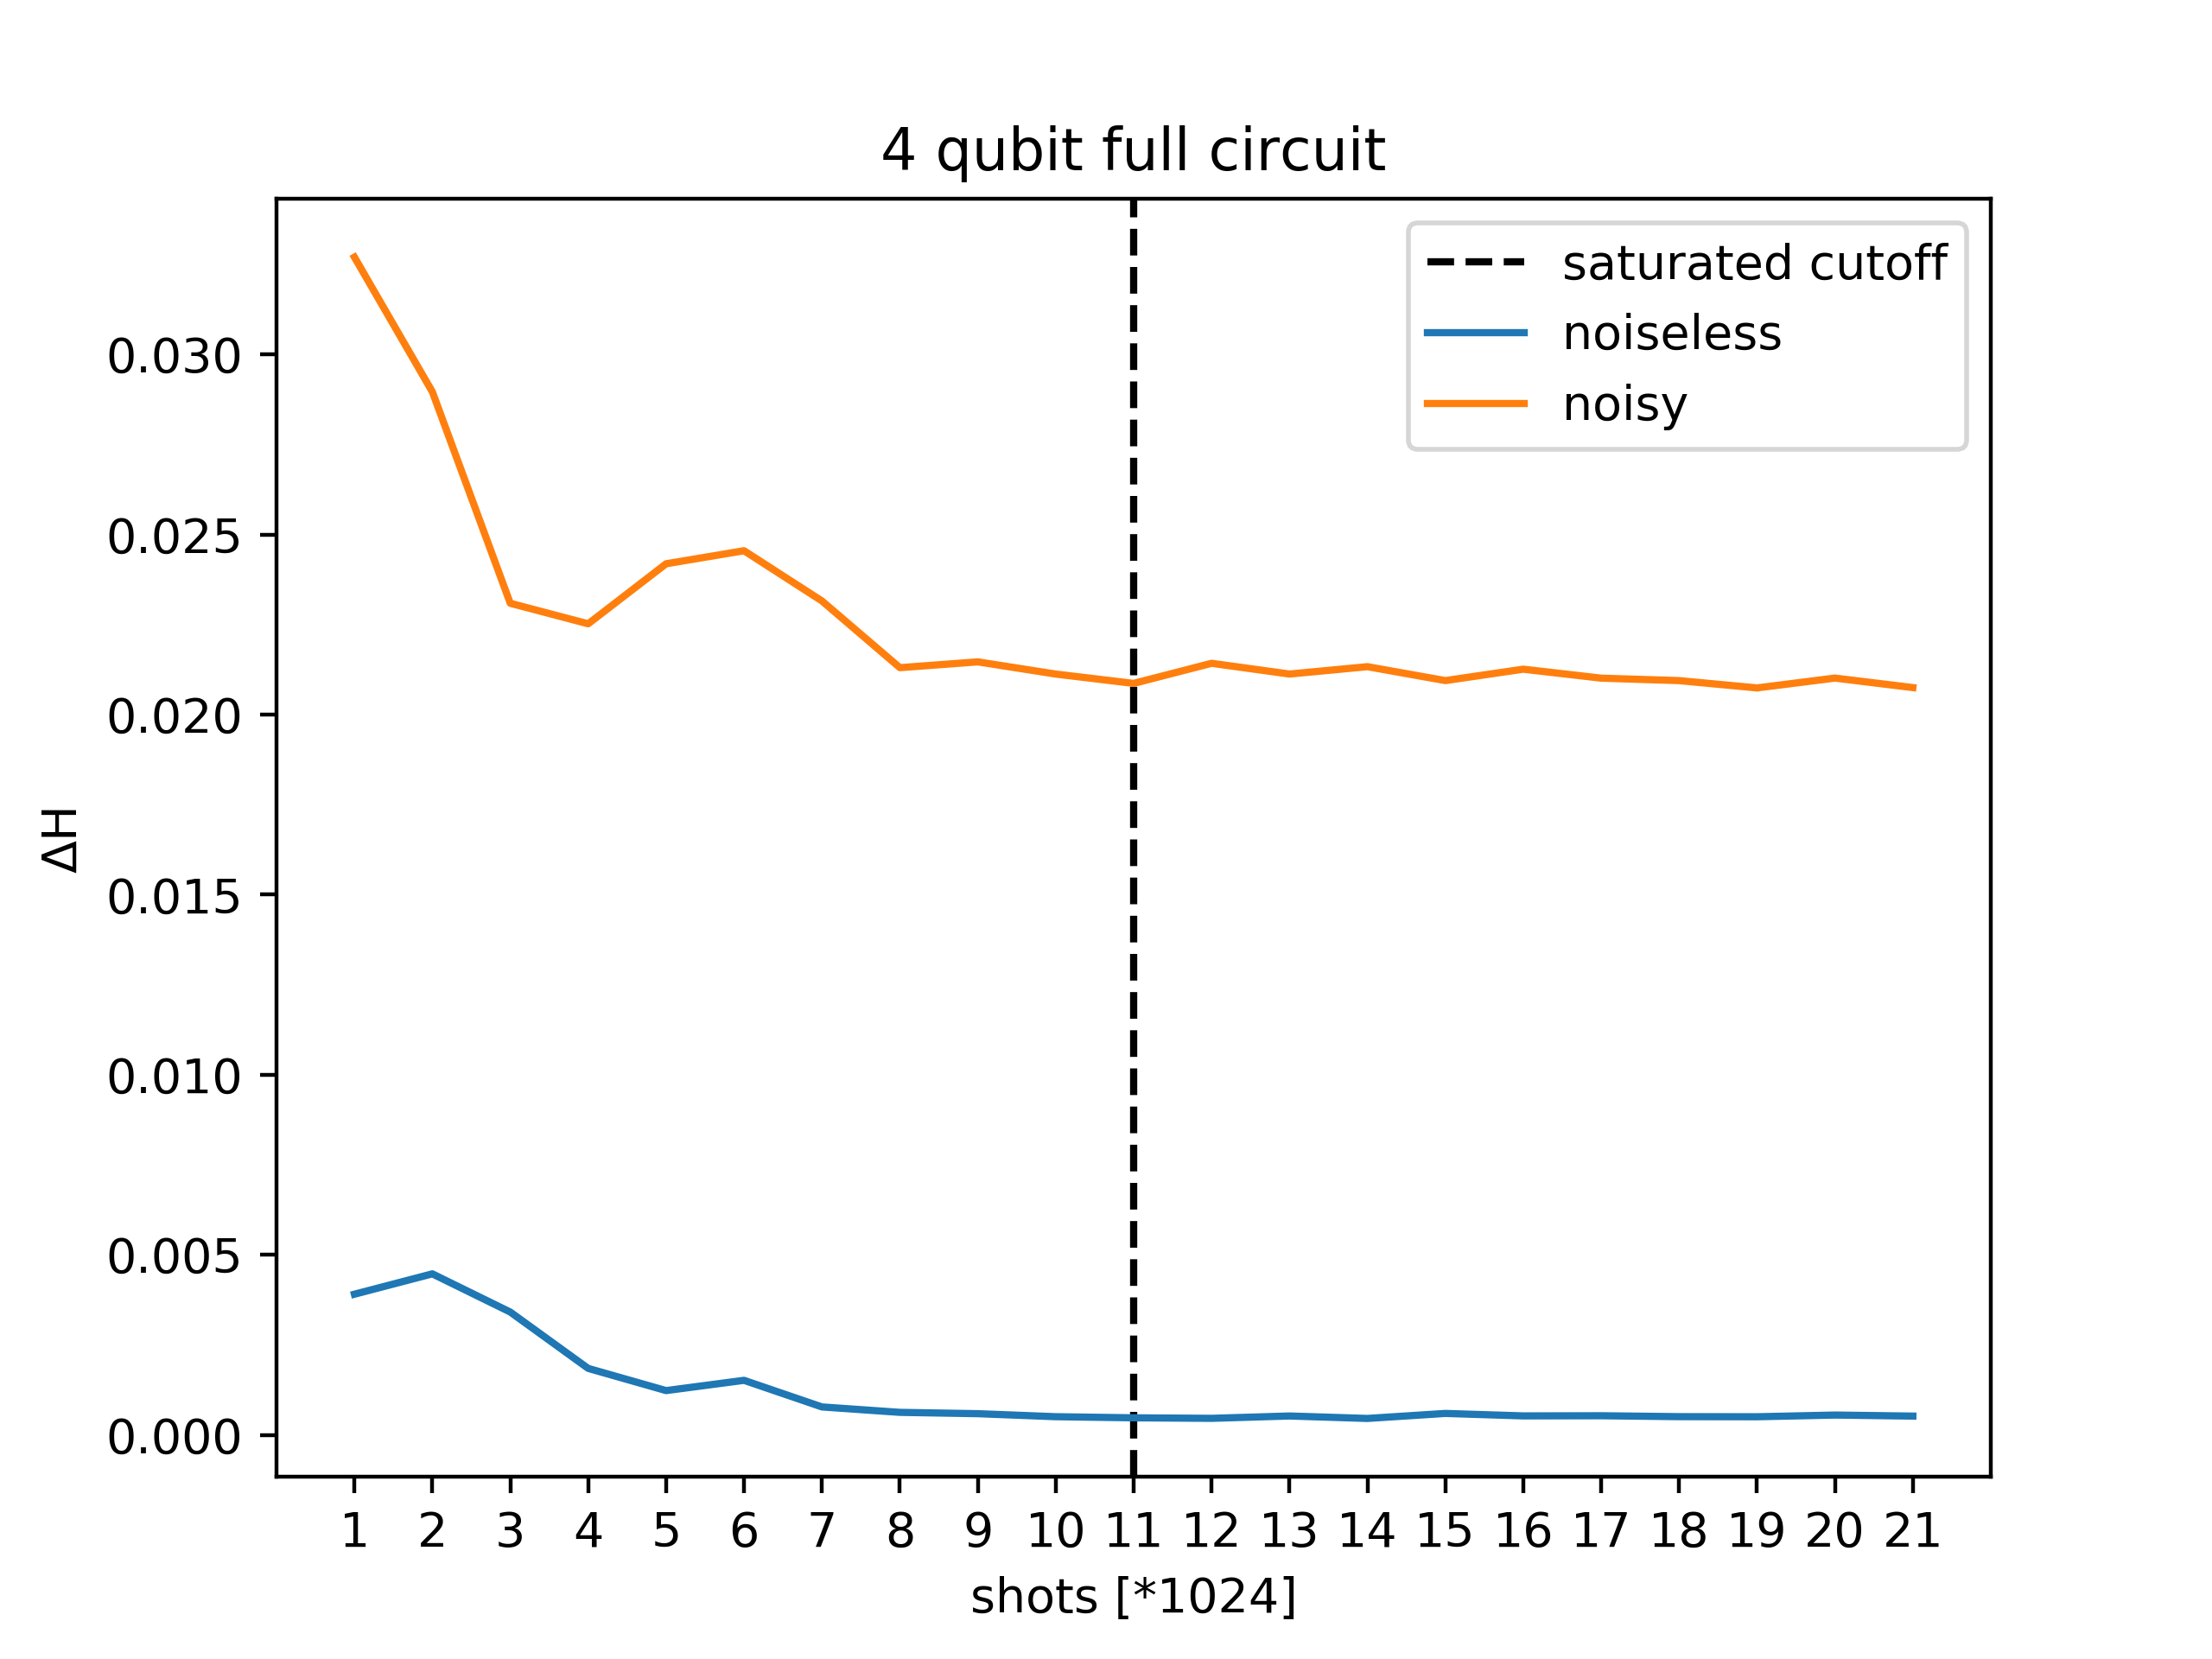 4 qubit full circuit
saturated cutoff
noiseless
noisy
0.030
0.025
0.020
0.015
0.010
0.005
0.000
ΔH
1 2 3 4 5 6 7 8 9 10 11 12 13 14 15 16 17 18 19 20 21
shots [*1024]